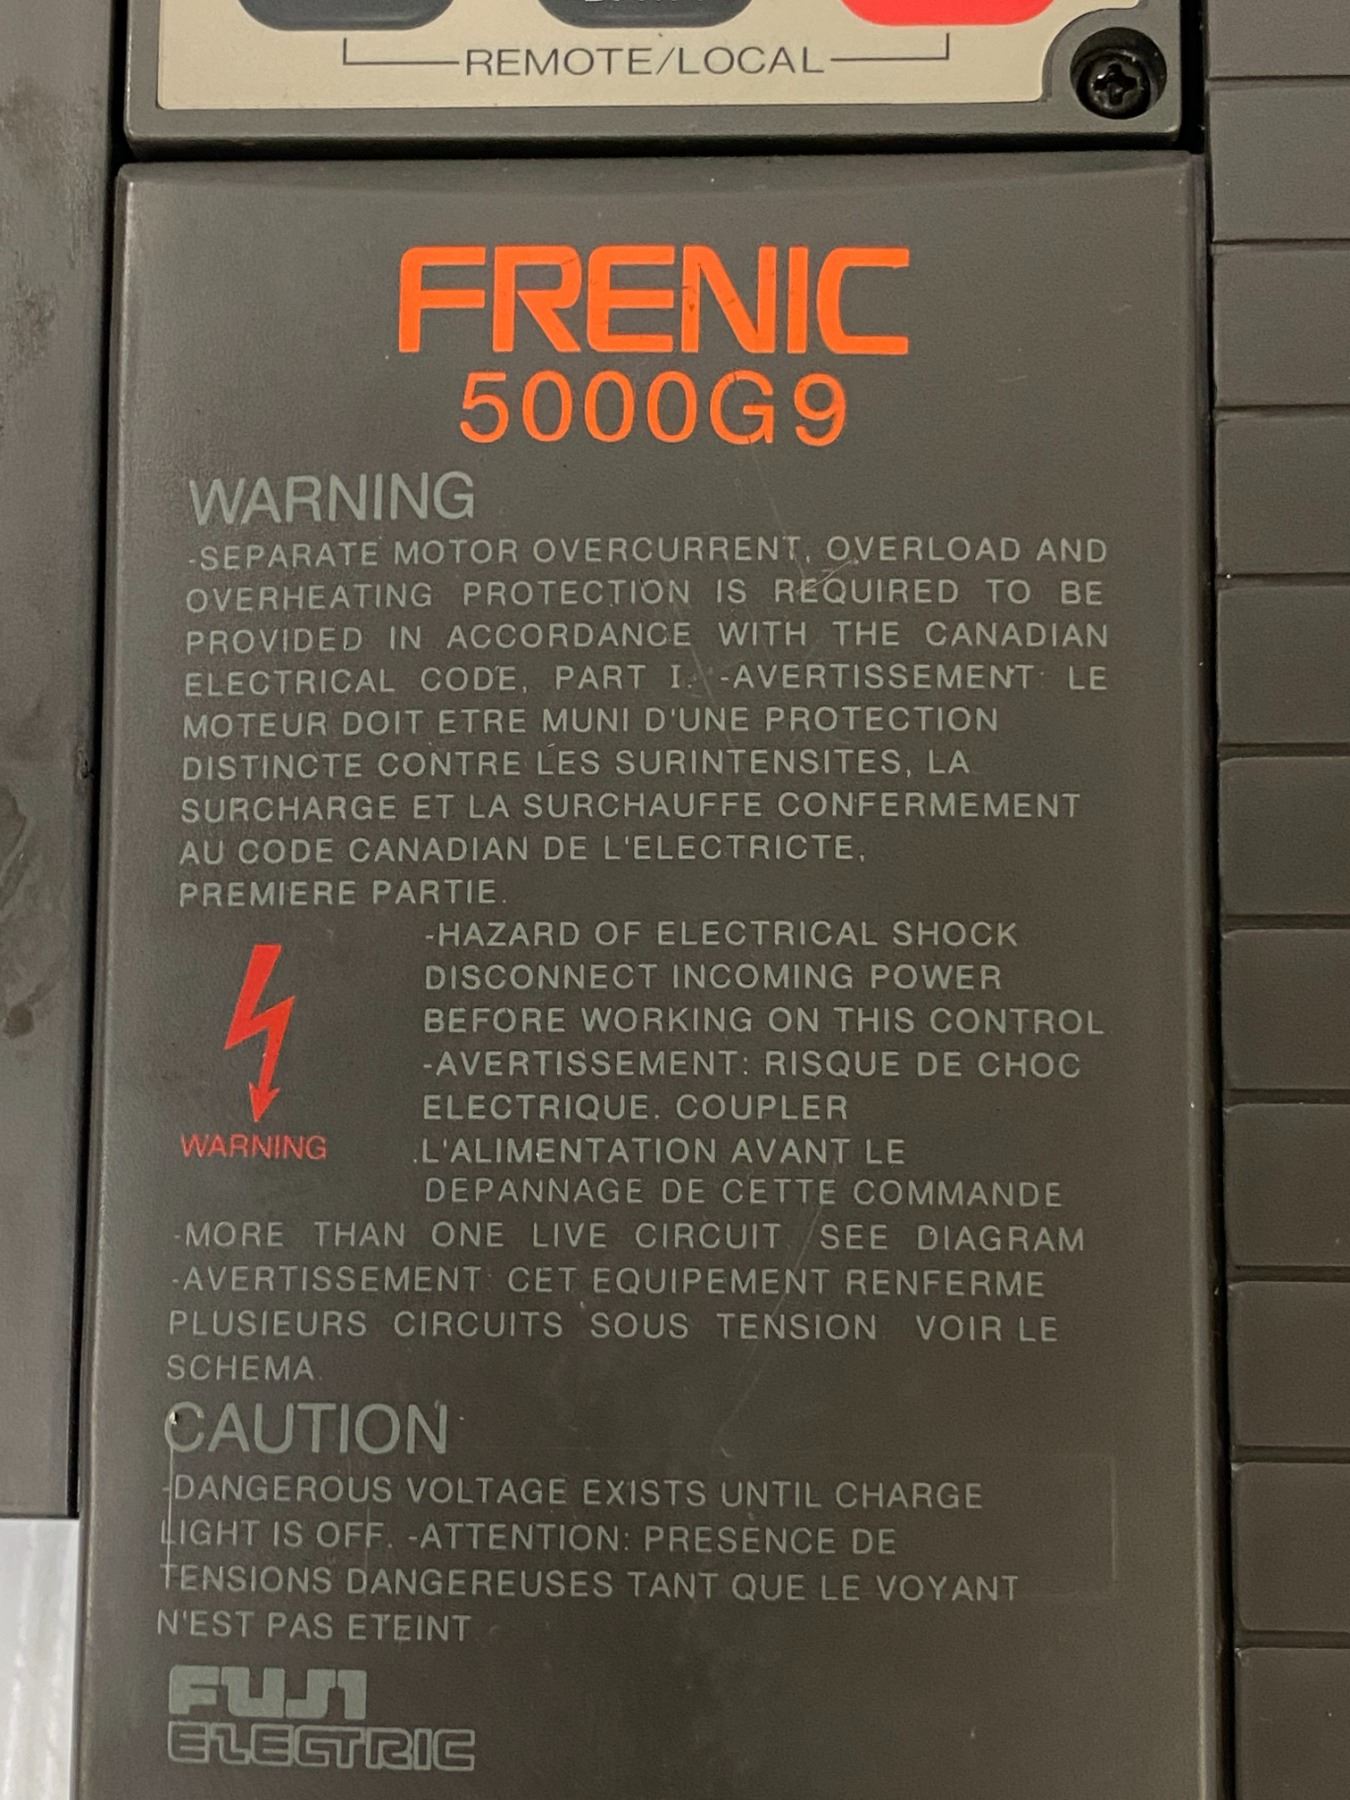 REMOTE/LOCAL
FRENIC
5000G9
WARNING
-SEPARATE MOTOR OVERCURRENT, OVERLOAD AND
OVERHEATING PROTECTION IS REQUIRED TO BE
PROVIDED IN ACCORDANCE WITH THE CANADIAN
ELECTRICAL CODE, PART I. -AVERTISSEMENT: LE
MOTEUR DOIT ETRE MUNI D'UNE PROTECTION
DISTINCTE CONTRE LES SURINTENSITES, LA
SURCHARGE ET LA SURCHAUFFE CONFERMEMENT
AU CODE CANADIAN DE L'ELECTRICTE,
PREMIERE PARTIE.
-HAZARD OF ELECTRICAL SHOCK
DISCONNECT INCOMING POWER
BEFORE WORKING ON THIS CONTROL
-AVERTISSEMENT: RISQUE DE CHOC
ELECTRIQUE. COUPLER
L'ALIMENTATION AVANT LE
DEPANNAGE DE CETTE COMMANDE
WARNING
-MORE THAN ONE LIVE CIRCUIT SEE DIAGRAM
-AVERTISSEMENT: CET EQUIPEMENT RENFERME
PLUSIEURS CIRCUITS SOUS TENSION VOIR LE
SCHEMA.
CAUTION
-DANGEROUS VOLTAGE EXISTS UNTIL CHARGE
LIGHT IS OFF. -ATTENTION: PRESENCE DE
TENSIONS DANGEREUSES TANT QUE LE VOYANT
N'EST PAS ETEINT
FUJI
ELECTRIC